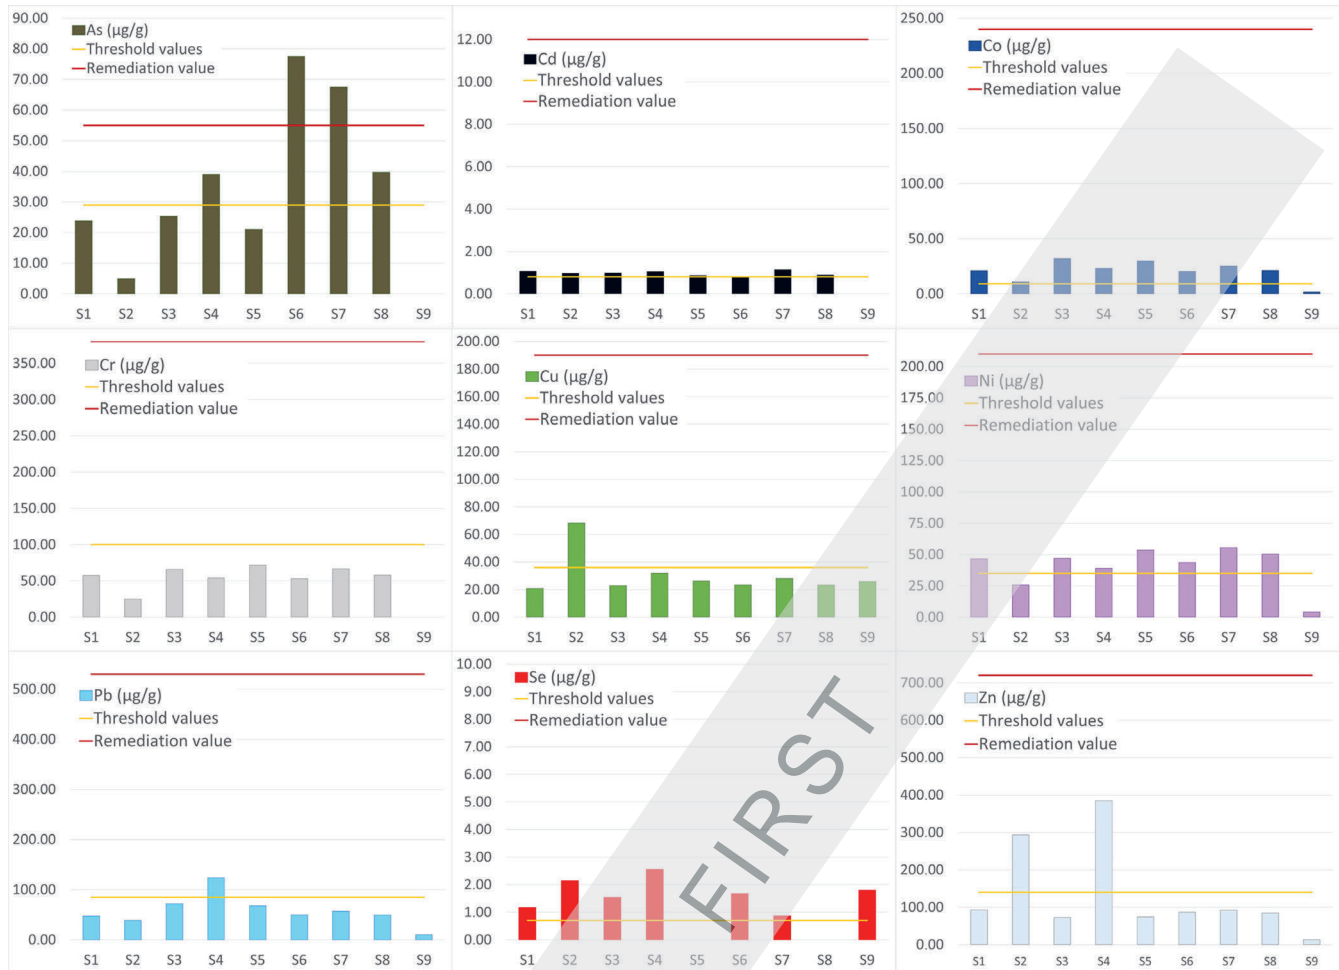 90.00
80.00
70.00
60.00
50.00
40.00
30.00
20.00
10.00
0.00
As (µg/g)
Threshold values
Remediation value
S1 S2 S3 S4 S5 S6 S7 S8 S9
12.00
10.00
8.00
6.00
4.00
2.00
0.00
Cd (µg/g)
Threshold values
Remediation value
S1 S2 S3 S4 S5 S6 S7 S8 S9
250.00
200.00
150.00
100.00
50.00
0.00
Co (µg/g)
Threshold values
Remediation value
S1 S2 S3 S4 S5 S6 S7 S8 S9
350.00
300.00
250.00
200.00
150.00
100.00
50.00
0.00
Cr (µg/g)
Threshold values
Remediation value
S1 S2 S3 S4 S5 S6 S7 S8 S9
200.00
180.00
160.00
140.00
120.00
100.00
80.00
60.00
40.00
20.00
0.00
Cu (µg/g)
Threshold values
Remediation value
S1 S2 S3 S4 S5 S6 S7 S8 S9
200.00
175.00
150.00
125.00
100.00
75.00
50.00
25.00
0.00
Ni (µg/g)
Threshold values
Remediation value
S1 S2 S3 S4 S5 S6 S7 S8 S9
500.00
400.00
300.00
200.00
100.00
0.00
Pb (µg/g)
Threshold values
Remediation value
S1 S2 S3 S4 S5 S6 S7 S8 S9
10.00
9.00
8.00
7.00
6.00
5.00
4.00
3.00
2.00
1.00
0.00
Se (µg/g)
Threshold values
Remediation value
S1 S2 S3 S4 S5 S6 S7 S8 S9
700.00
600.00
500.00
400.00
300.00
200.00
100.00
0.00
Zn (µg/g)
Threshold values
Remediation value
S1 S2 S3 S4 S5 S6 S7 S8 S9
FIRST